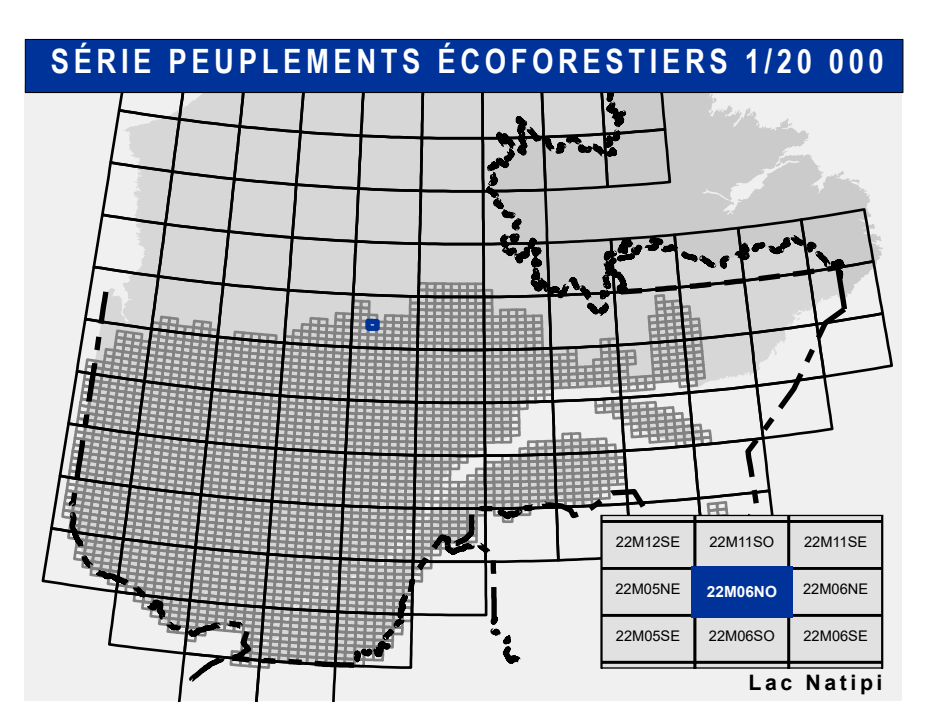 SÉRIE PEUPLEMENTS ÉCOFORESTIERS 1/20 000
22M12SE 22M11SO 22M11SE
22M05NE 22M06NO 22M06NE
22M05SE 22M06SO 22M06SE
Lac Natipi